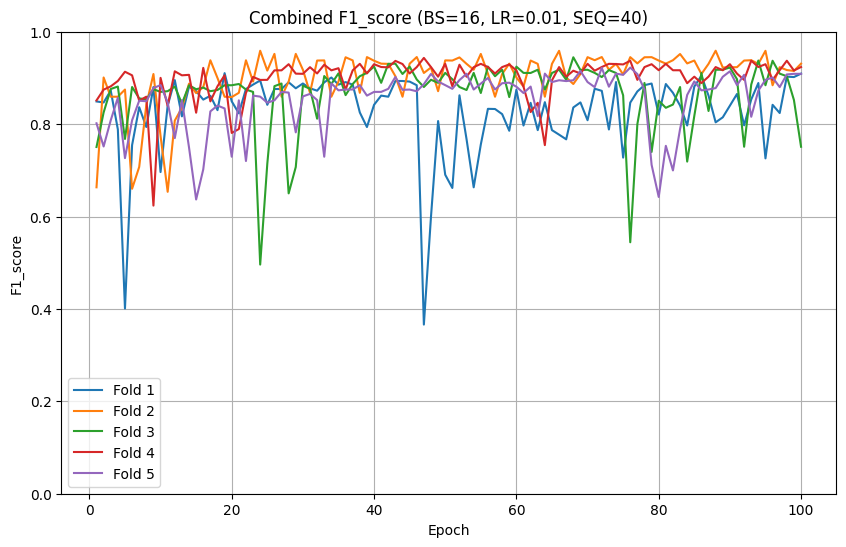 Combined F1_score (BS=16, LR=0.01, SEQ=40)
1.0
0.8
0.6
0.4
0.2
0.0
F1_score
Fold 1
Fold 2
Fold 3
Fold 4
Fold 5
0 20 40 60 80 100
Epoch